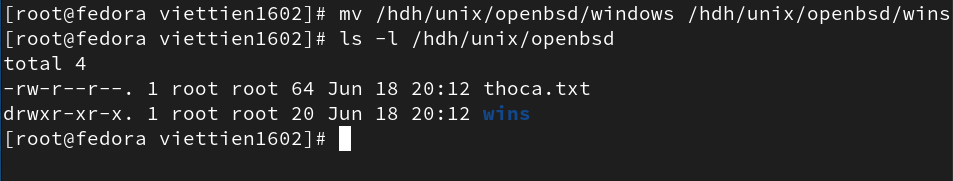 [root@fedora viettien1602]# mv /hdh/unix/openbsd/windows /hdh/unix/openbsd/wins
[root@fedora viettien1602]# ls -l /hdh/unix/openbsd
total 4
-rw-r--r--. 1 root root 64 Jun 18 20:12 thoca.txt
drwxr-xr-x. 1 root root 20 Jun 18 20:12 wins
[root@fedora viettien1602]#